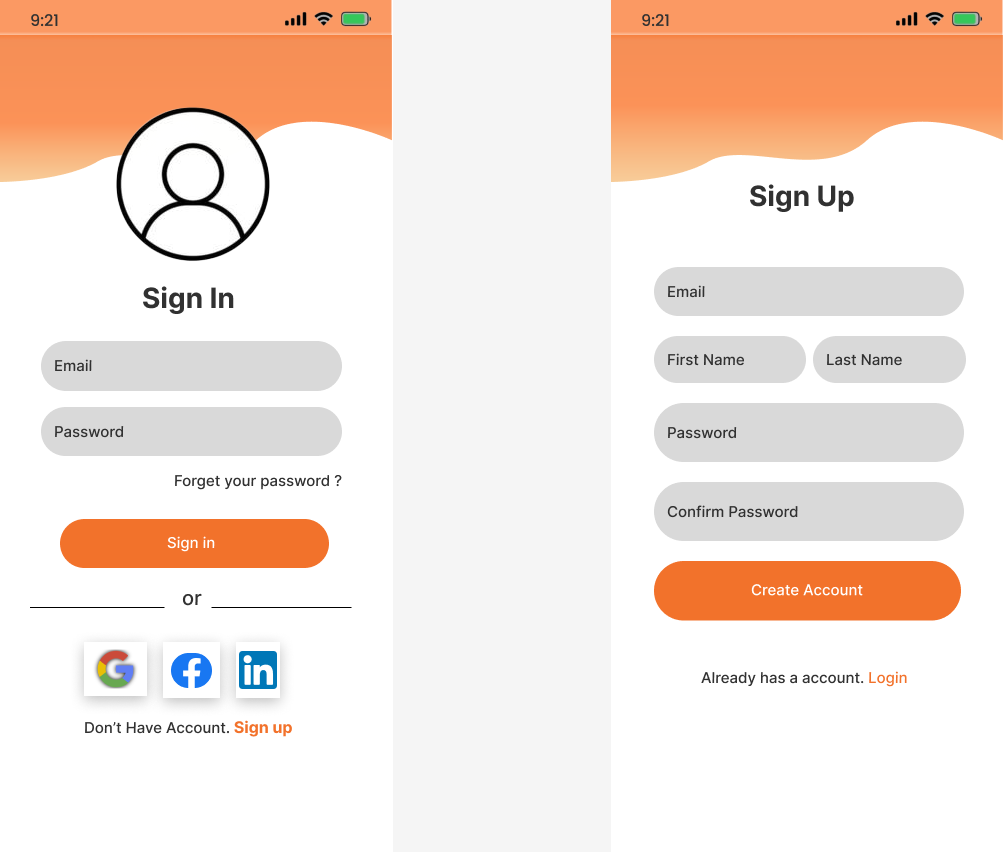 9:21
Sign In
Email
Password
Forget your password ?
Sign in
or
G
f
in
Don’t Have Account. Sign up
9:21
Sign Up
Email
First Name Last Name
Password
Confirm Password
Create Account
Already has a account. Login